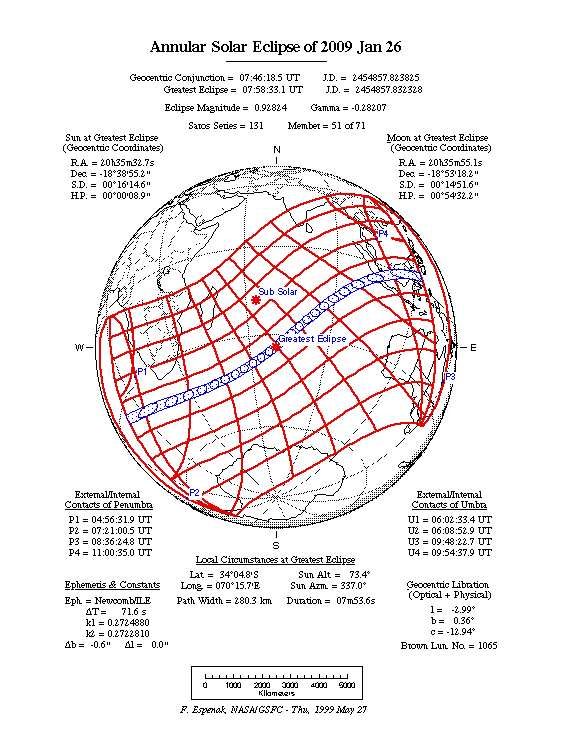 Annular Solar Eclipse of 2009 Jan 26
Geocentric Conjunction = 07:46:18.5 UT J.D. = 2454857.823825
Greatest Eclipse = 07:58:33.1 UT J.D. = 2454857.832328
Eclipse Magnitude = 0.92824 Gamma = -0.28207
Saros Series = 131 Member = 51 of 71
Sun at Greatest Eclipse
(Geocentric Coordinates)
R.A. = 20h35m32.7s
Dec. = -18°38'55.2"
S.D. = 00°16'14.6"
H.P. = 00°00'08.9"
Moon at Greatest Eclipse
(Geocentric Coordinates)
R.A. = 20h35m55.1s
Dec. = -18°53'18.2"
S.D. = 00°14'51.6"
H.P. = 00°54'32.2"
N
P4
Sub Solar
Greatest Eclipse
W
E
P1
P3
P2
S
External/Internal
Contacts of Penumbra
P1 = 04:56:31.9 UT
P2 = 07:21:00.5 UT
P3 = 08:36:24.8 UT
P4 = 11:00:35.0 UT
External/Internal
Contacts of Umbra
U1 = 06:02:33.4 UT
U2 = 06:08:52.9 UT
U3 = 09:48:22.7 UT
U4 = 09:54:37.9 UT
Local Circumstances at Greatest Eclipse
Lat. = 34°04.8'S Sun Alt. = 73.4°
Long. = 070°15.7'E Sun Azm. = 337.0°
Path Width = 280.3 km Duration = 07m53.6s
Ephemeris & Constants
Eph. = Newcomb/ILE
ΔT = 71.6 s
k1 = 0.2724880
k2 = 0.2722810
Δb = -0.6" Δl = 0.0"
Geocentric Libration
(Optical + Physical)
l = -2.99°
b = 0.36°
c = -12.94°
Brown Lun. No. = 1065
0 1000 2000 3000 4000 5000
Kilometers
F. Espenak, NASA/GSFC - Thu, 1999 May 27